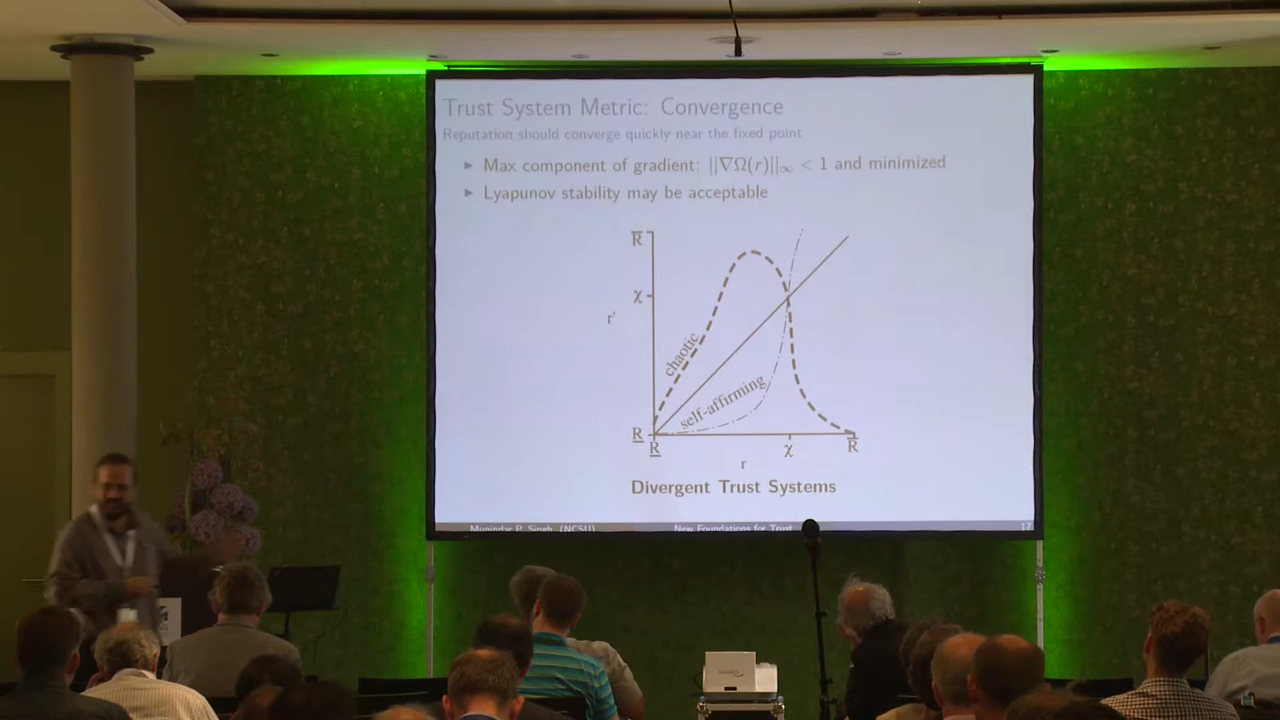 Trust System Metric: Convergence
Reputation should converge quickly near the fixed point
▶ Max component of gradient: ||∇Ω(r)||∞ < 1 and minimized
▶ Lyapunov stability may be acceptable
R̅
χ
r'
chaotic
self-affirming
R̲
R̲
χ
R̅
r
Divergent Trust Systems
Munindar P. Singh (NCSU) New Foundations for Trust 17